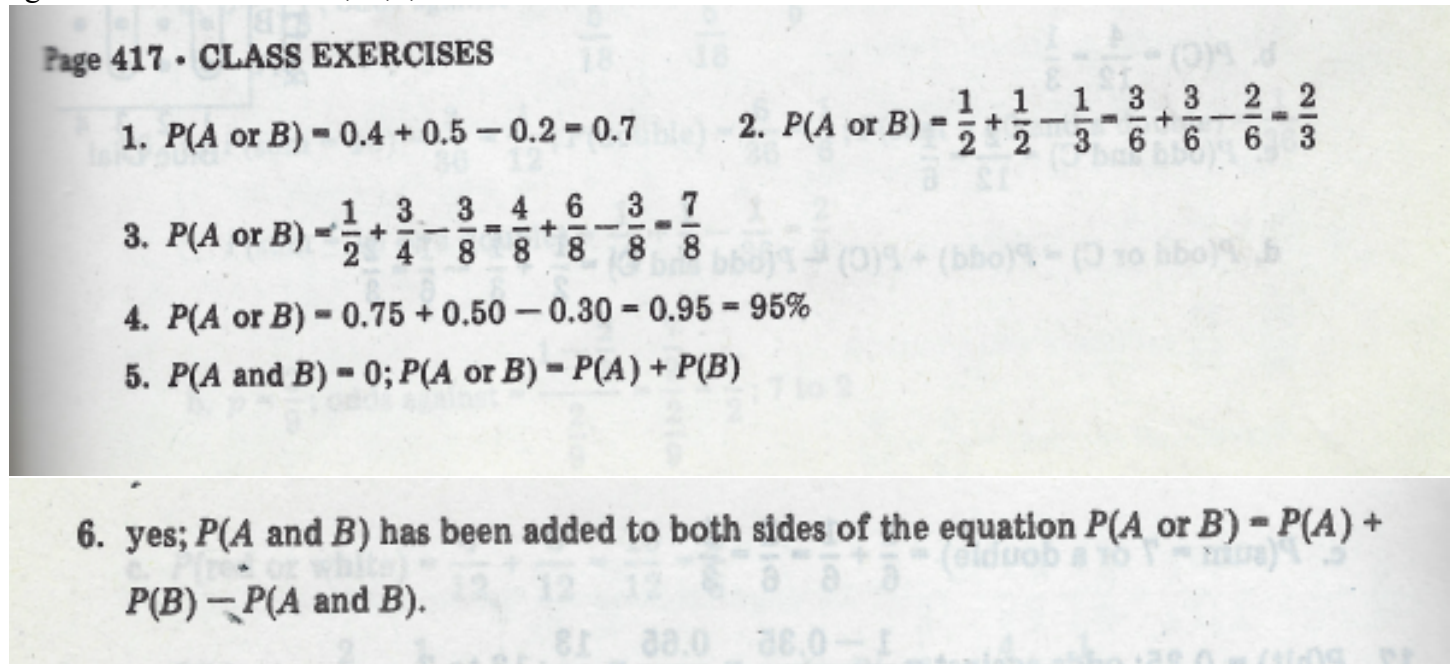 Page 417 • CLASS EXERCISES
1. P(A or B) = 0.4 + 0.5 − 0.2 = 0.7 2. P(A or B) = 1/2 + 1/2 − 1/3 = 3/6 + 3/6 − 2/6 = 2/3
3. P(A or B) = 1/2 + 3/4 − 3/8 = 4/8 + 6/8 − 3/8 = 7/8
4. P(A or B) = 0.75 + 0.50 − 0.30 = 0.95 = 95%
5. P(A and B) = 0; P(A or B) = P(A) + P(B)
6. yes; P(A and B) has been added to both sides of the equation P(A or B) = P(A) +
P(B) − P(A and B).